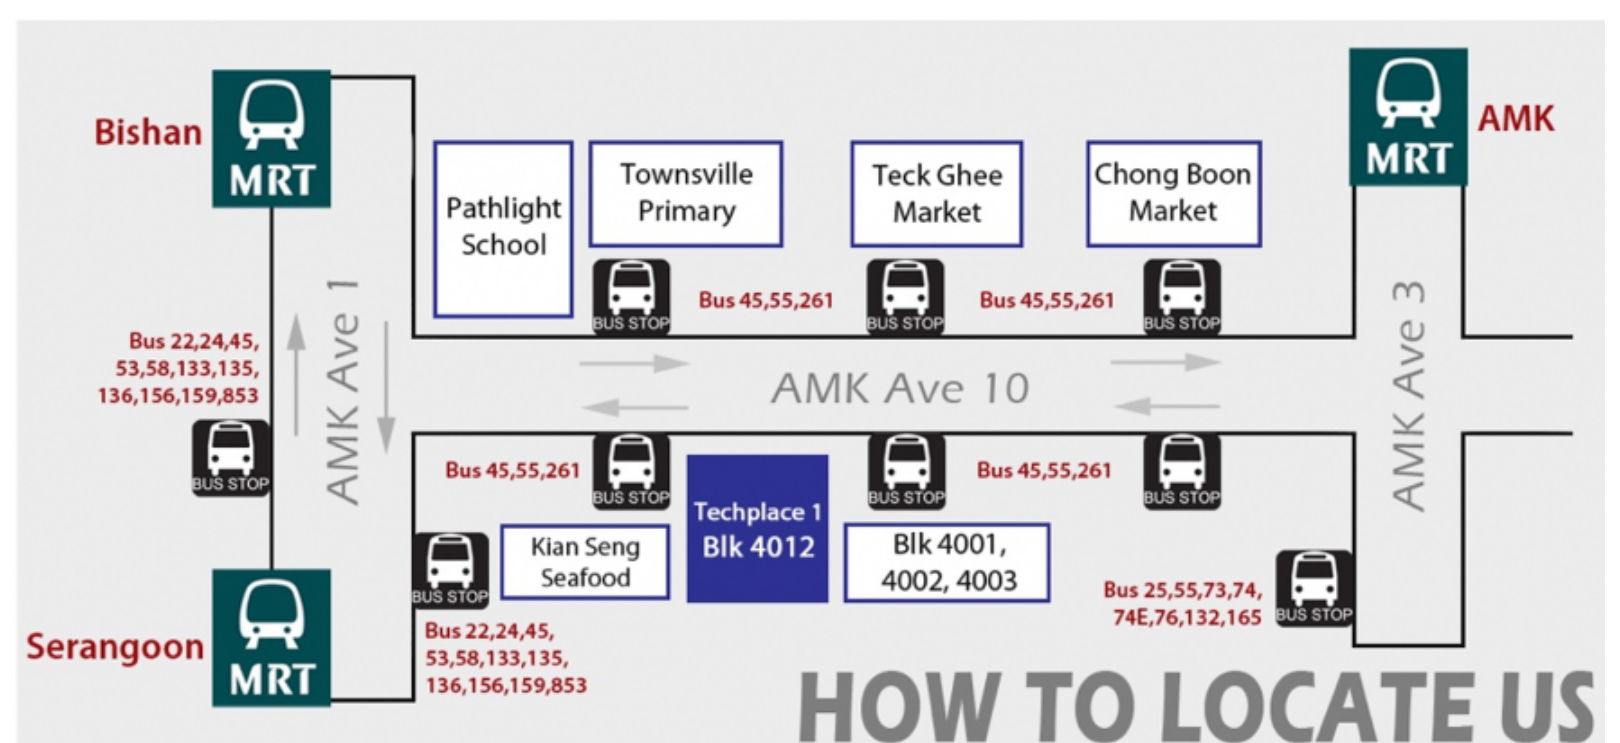 Bishan
MRT
AMK
MRT
Pathlight
School
Townsville
Primary
Teck Ghee
Market
Chong Boon
Market
BUS STOP
Bus 45,55,261
BUS STOP
Bus 45,55,261
BUS STOP
Bus 22,24,45,
53,58,133,135,
136,156,159,853
BUS STOP
AMK Ave 1
AMK Ave 10
AMK Ave 3
Bus 45,55,261
BUS STOP
Techplace 1
Blk 4012
BUS STOP
Bus 45,55,261
BUS STOP
Kian Seng
Seafood
Blk 4001,
4002, 4003
BUS STOP
Bus 22,24,45,
53,58,133,135,
136,156,159,853
Bus 25,55,73,74,
74E,76,132,165
BUS STOP
Serangoon
MRT
HOW TO LOCATE US